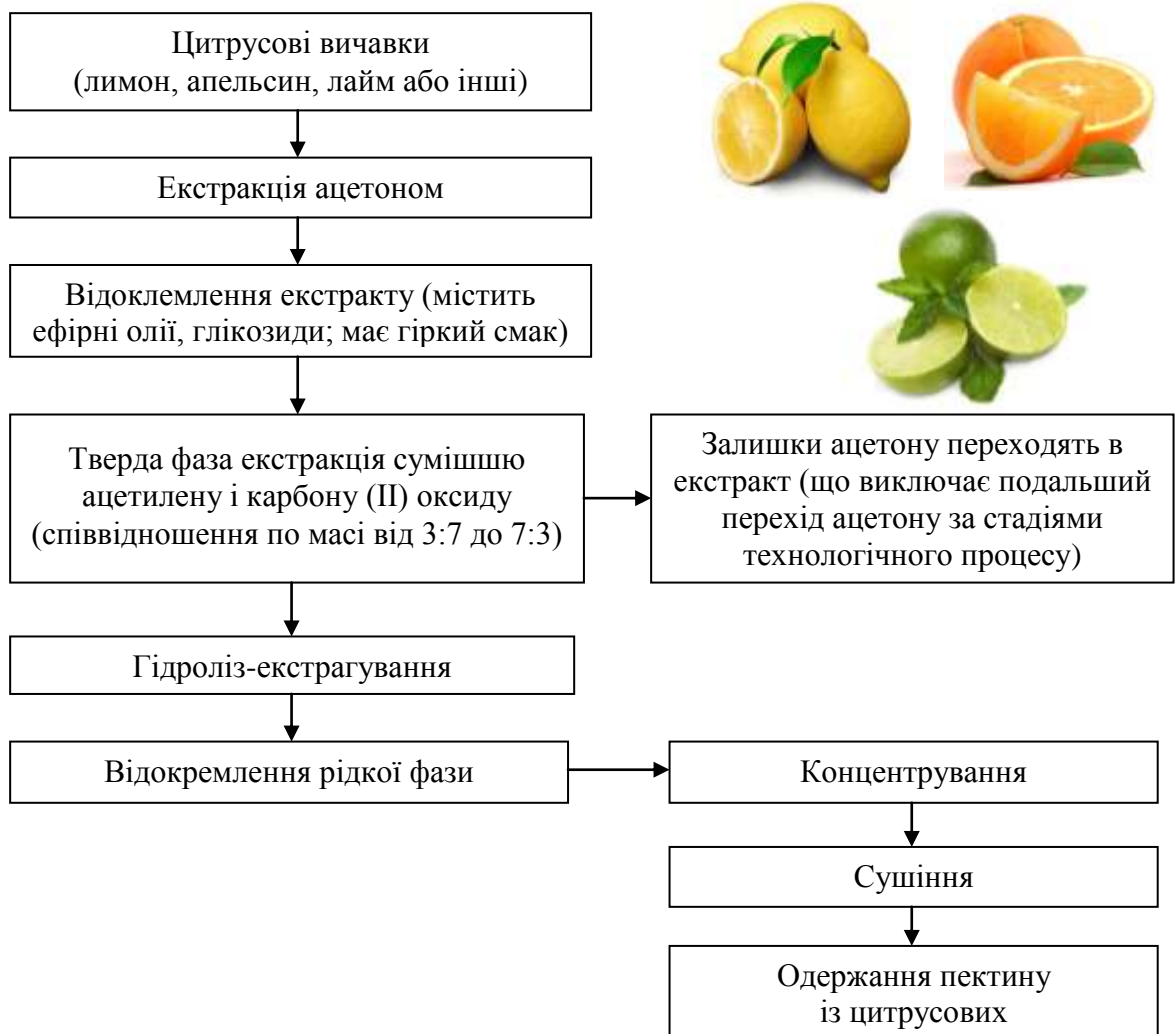 Цитрусові вичавки
(лимон, апельсин, лайм або інші)
Екстракція ацетоном
Відоклемлення екстракту (містить
ефірні олії, глікозиди; має гіркий смак)
Тверда фаза екстракція сумішшю
ацетилену і карбону (ІІ) оксиду
(співвідношення по масі від 3:7 до 7:3)
Залишки ацетону переходять в
екстракт (що виключає подальший
перехід ацетону за стадіями
технологічного процесу)
Гідроліз-екстрагування
Відокремлення рідкої фази
Концентрування
Сушіння
Одержання пектину
із цитрусових